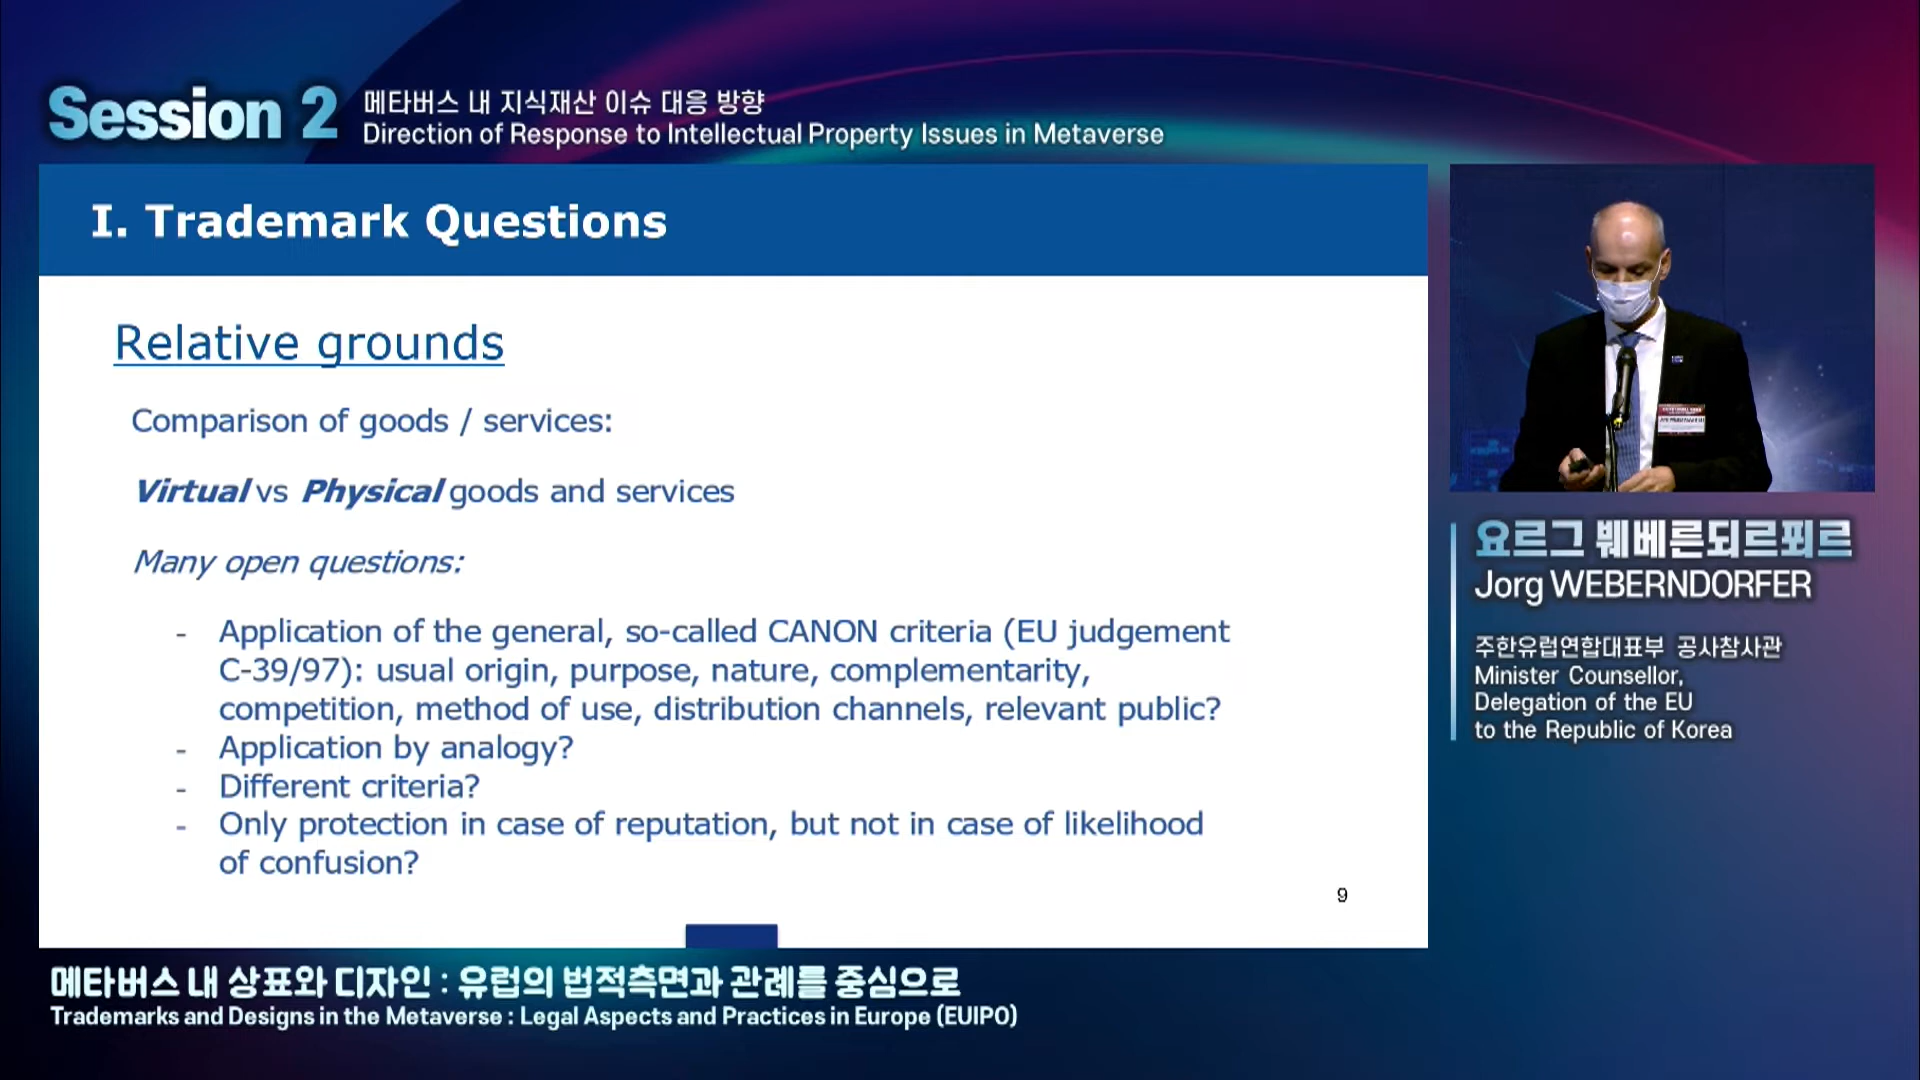 Session 2
메타버스 내 지식재산 이슈 대응 방향
Direction of Response to Intellectual Property Issues in Metaverse
I. Trademark Questions
Relative grounds
Comparison of goods / services:
Virtual vs Physical goods and services
Many open questions:
- Application of the general, so-called CANON criteria (EU judgement
C-39/97): usual origin, purpose, nature, complementarity,
competition, method of use, distribution channels, relevant public?
- Application by analogy?
- Different criteria?
- Only protection in case of reputation, but not in case of likelihood
of confusion?
9
요르그 붸베른되르푀르
Jorg WEBERNDORFER
주한유럽연합대표부 공사참사관
Minister Counsellor,
Delegation of the EU
to the Republic of Korea
메타버스 내 상표와 디자인 : 유럽의 법적측면과 관례를 중심으로
Trademarks and Designs in the Metaverse : Legal Aspects and Practices in Europe (EUIPO)